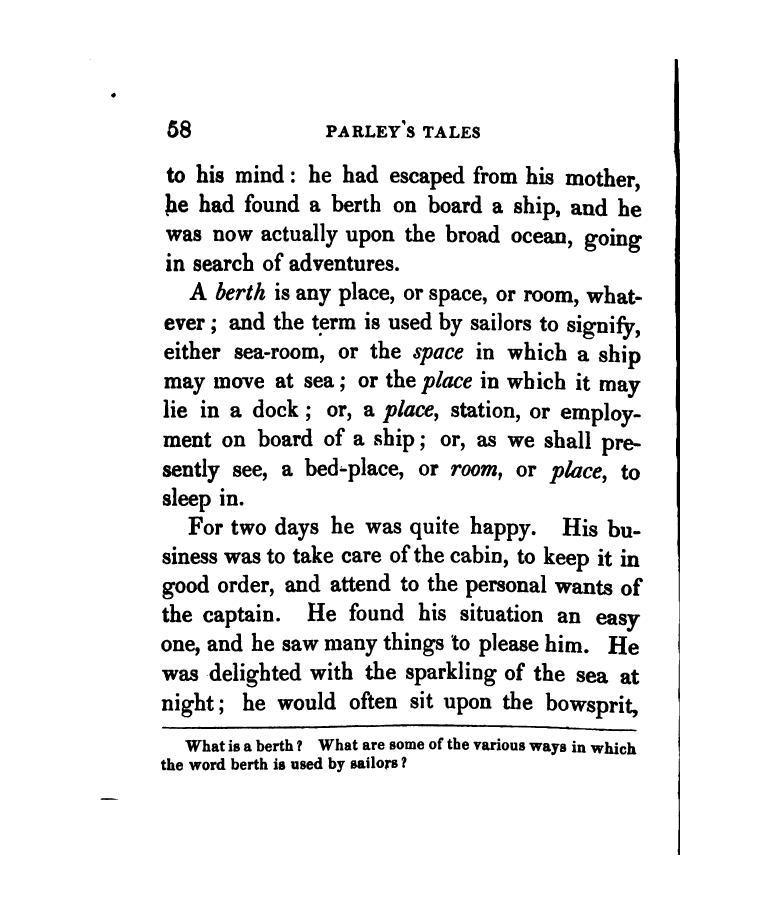 58 PARLEY'S TALES
to his mind : he had escaped from his mother,
he had found a berth on board a ship, and he
was now actually upon the broad ocean, going
in search of adventures.
A berth is any place, or space, or room, what-
ever ; and the term is used by sailors to signify,
either sea-room, or the space in which a ship
may move at sea ; or the place in which it may
lie in a dock ; or, a place, station, or employ-
ment on board of a ship ; or, as we shall pre-
sently see, a bed-place, or room, or place, to
sleep in.
For two days he was quite happy. His bu-
siness was to take care of the cabin, to keep it in
good order, and attend to the personal wants of
the captain. He found his situation an easy
one, and he saw many things to please him. He
was delighted with the sparkling of the sea at
night ; he would often sit upon the bowsprit,
What is a berth ? What are some of the various ways in which
the word berth is used by sailors ?